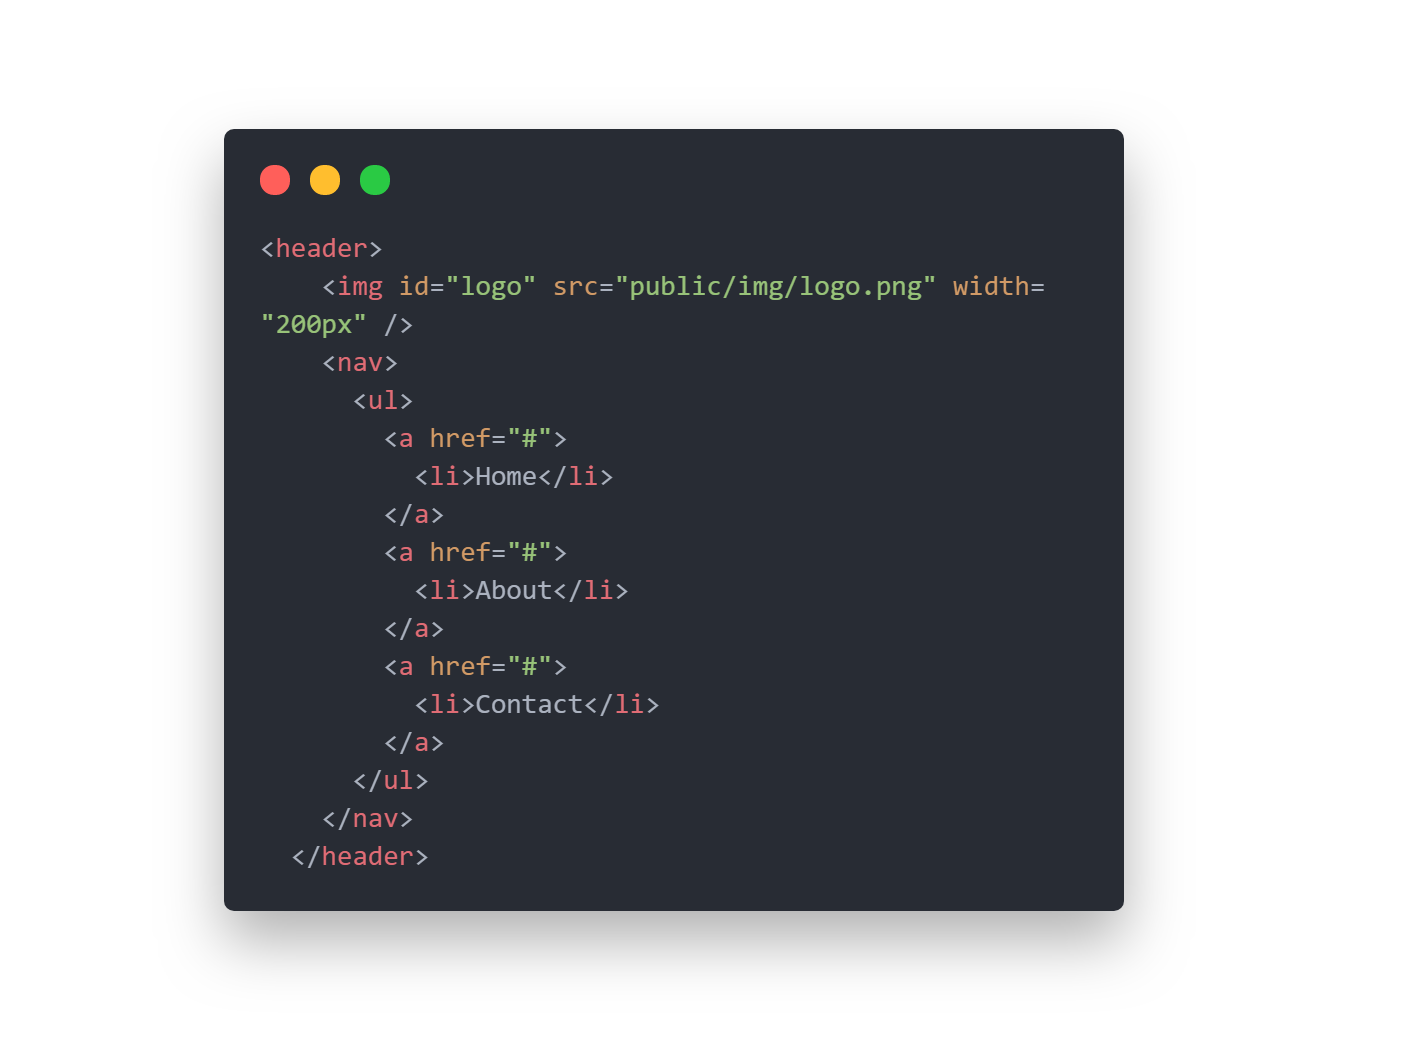 <header>
    <img id="logo" src="public/img/logo.png" width=
"200px" />
    <nav>
      <ul>
        <a href="#">
          <li>Home</li>
        </a>
        <a href="#">
          <li>About</li>
        </a>
        <a href="#">
          <li>Contact</li>
        </a>
      </ul>
    </nav>
  </header>